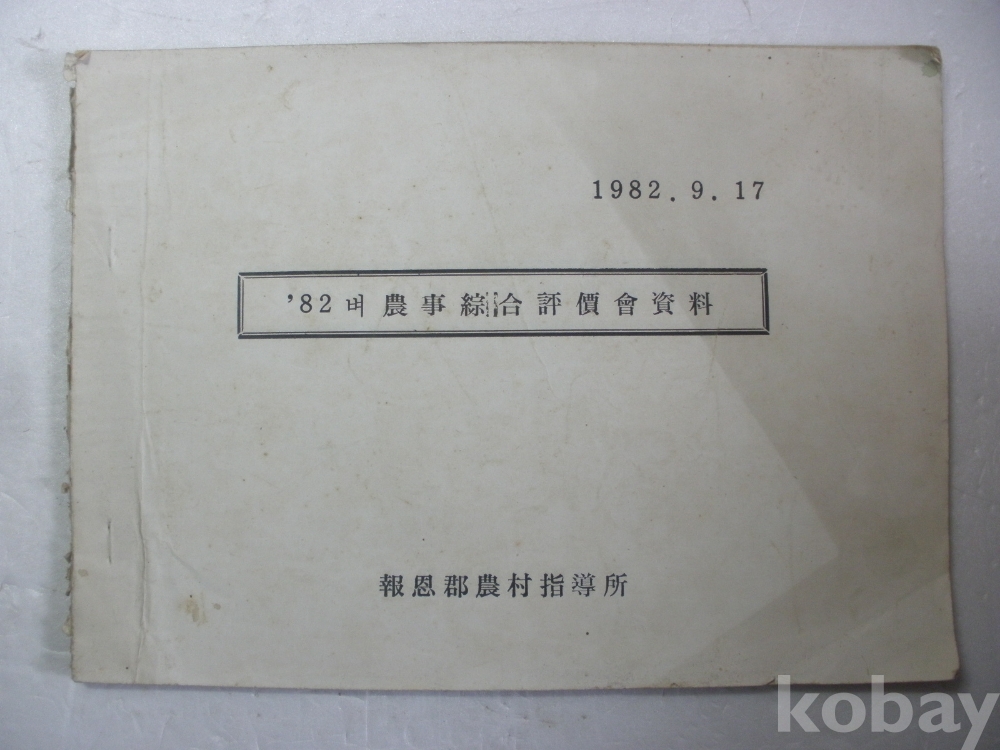 1982.9.17
'82 벼 農事綜合評價會資料
報恩郡農村指導所
kobay